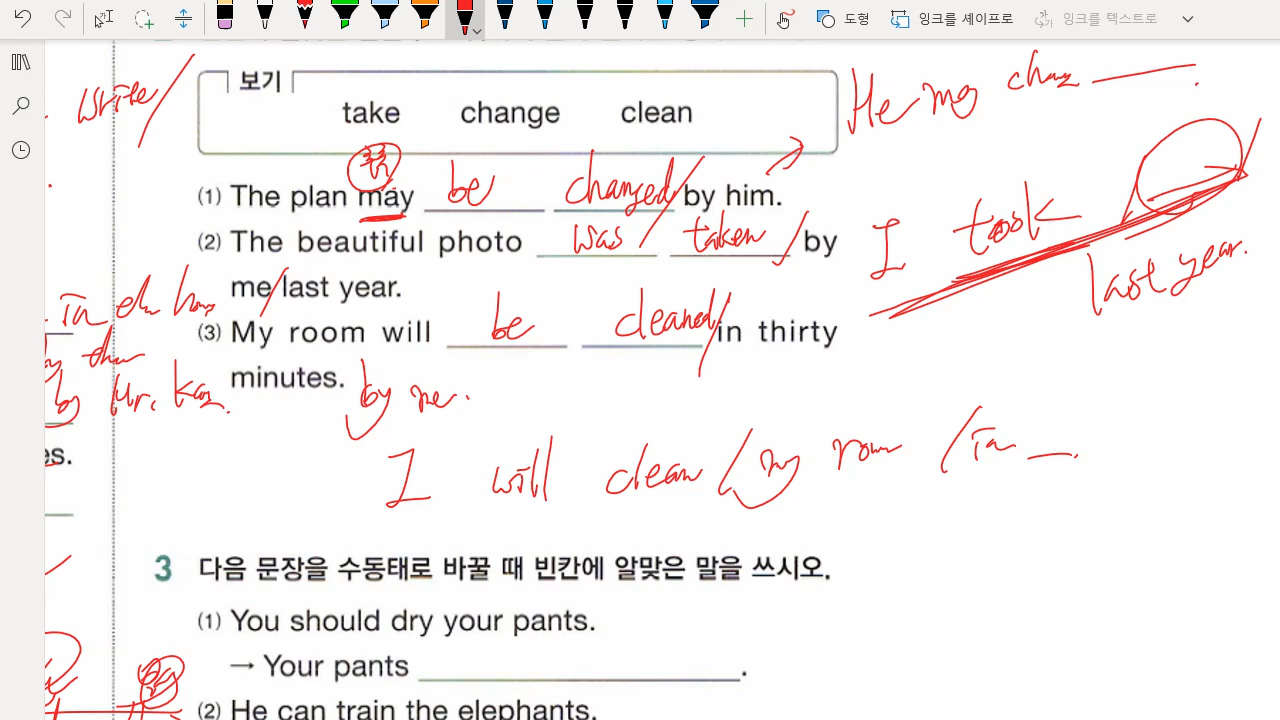 도형 잉크를 셰이프로 잉크를 텍스트로
보기
take change clean
write/
(1) The plan may be changed/ by him.
(2) The beautiful photo was/ taken/ by
me/last year.
(3) My room will be cleaned/ in thirty
minutes. by me.
I took
last year.
by Mr.
es.
I will clean/my room/in
3 다음 문장을 수동태로 바꿀 때 빈칸에 알맞은 말을 쓰시오.
(1) You should dry your pants.
→ Your pants .
(2) He can train the elephants.